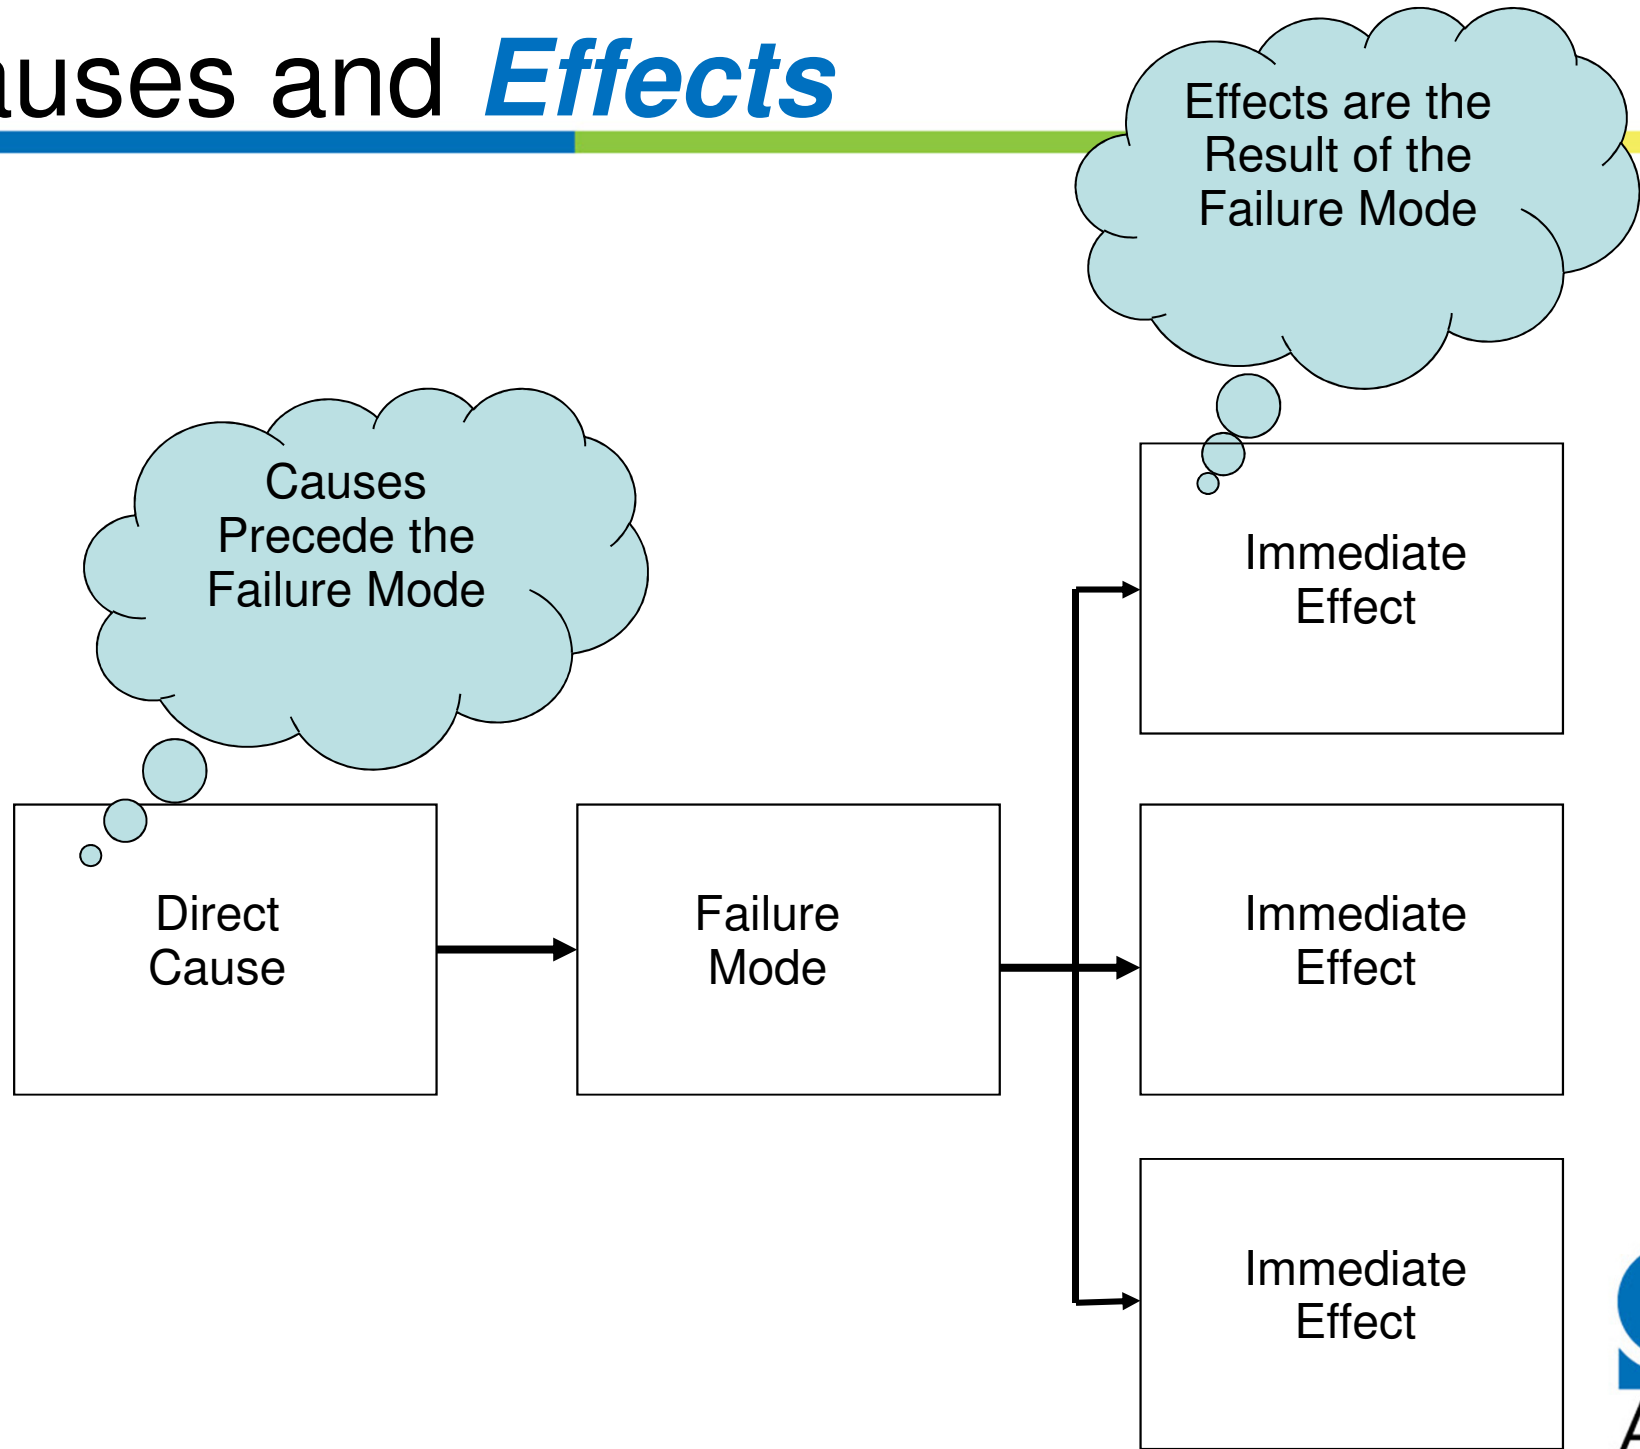 auses and Effects
Effects are the
Result of the
Failure Mode
Causes
Precede the
Failure Mode
Immediate
Effect
Direct
Cause
Failure
Mode
Immediate
Effect
Immediate
Effect